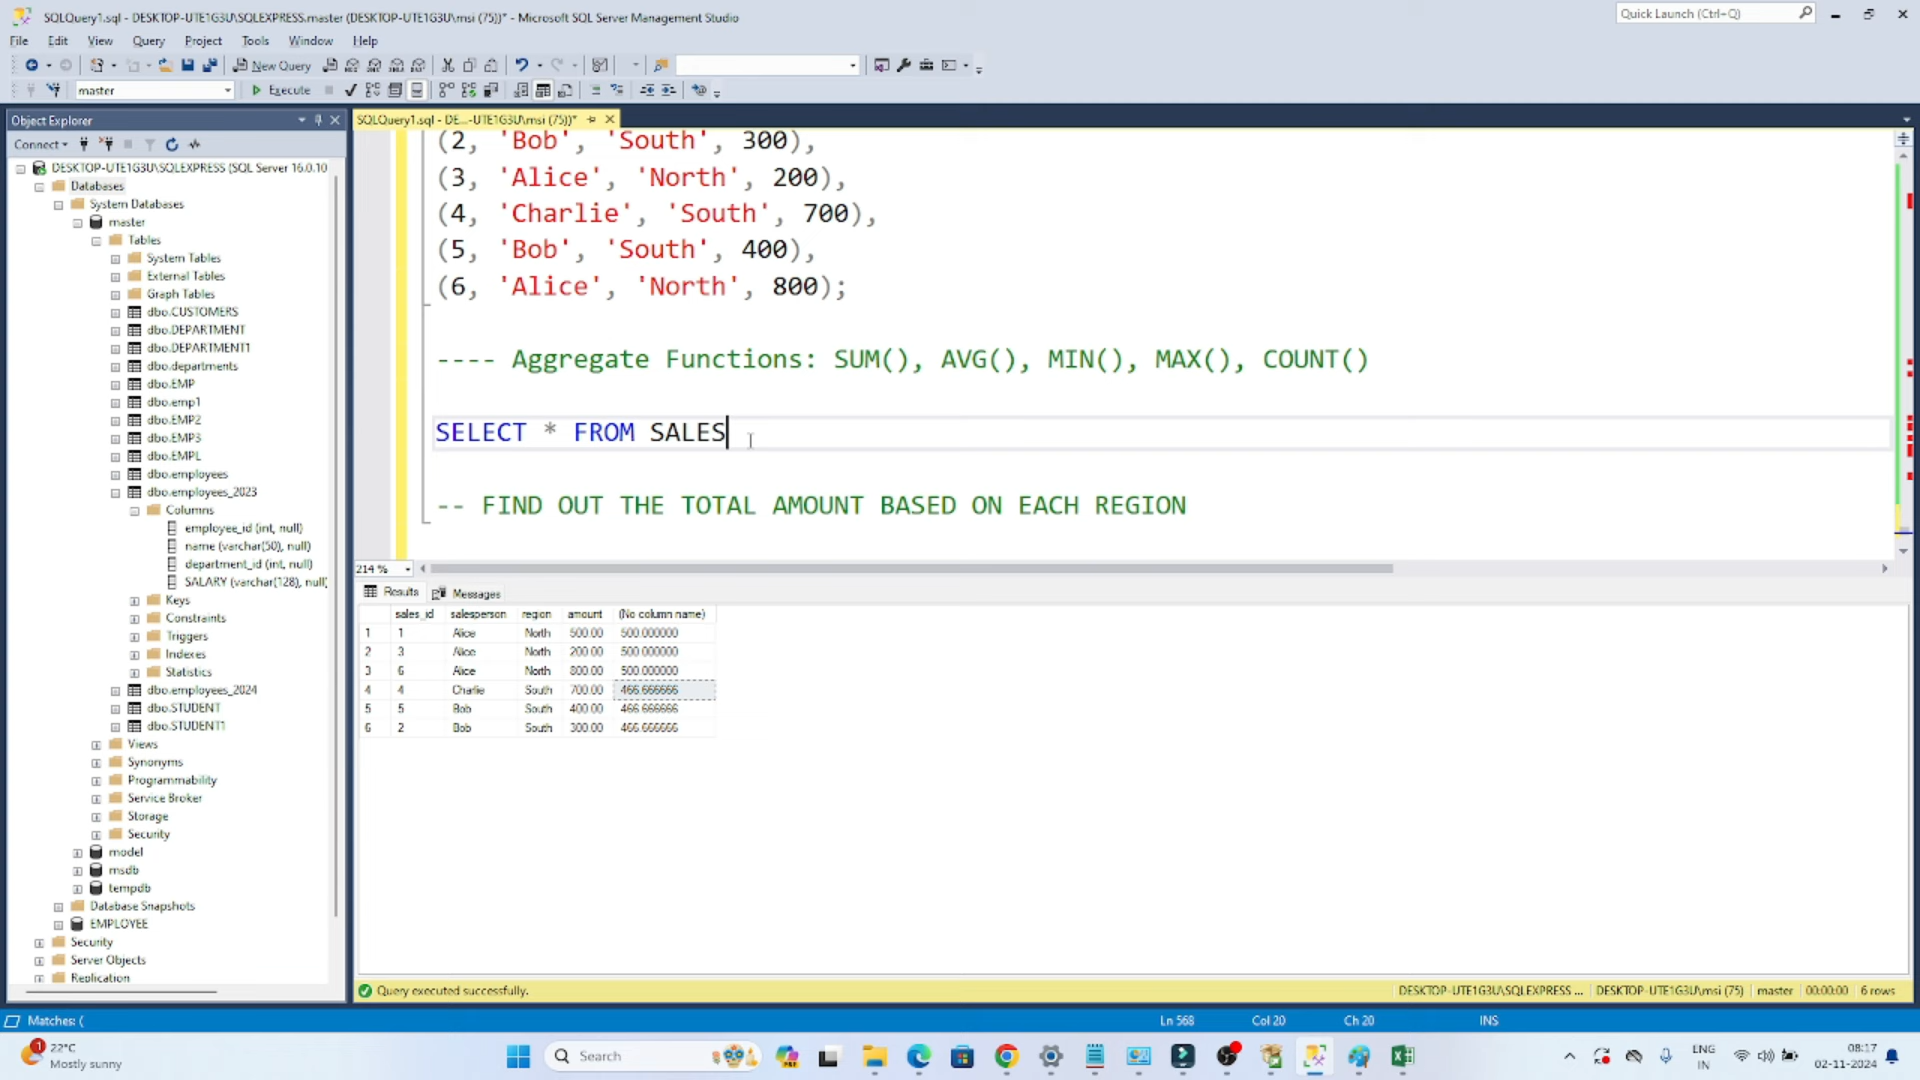 SQLQuery1.sql - DESKTOP-UTE1G3U\SQLEXPRESS.master (DESKTOP-UTE1G3U\msi (75))* - Microsoft SQL Server Management Studio
Quick Launch (Ctrl+Q)
File Edit View Query Project Tools Window Help
New Query
master Execute
Object Explorer
SQLQuery1.sql - DE...-UTE1G3U\msi (75))*
Connect
DESKTOP-UTE1G3U\SQLEXPRESS (SQL Server 16.0.10
Databases
System Databases
master
Tables
System Tables
External Tables
Graph Tables
dbo.CUSTOMERS
dbo.DEPARTMENT
dbo.DEPARTMENT1
dbo.departments
dbo.EMP
dbo.emp1
dbo.EMP2
dbo.EMP3
dbo.EMPL
dbo.employees
dbo.employees_2023
Columns
employee_id (int, null)
name (varchar(50), null)
department_id (int, null)
SALARY (varchar(128), null)
Keys
Constraints
Triggers
Indexes
Statistics
dbo.employees_2024
dbo.STUDENT
dbo.STUDENT1
Views
Synonyms
Programmability
Service Broker
Storage
Security
model
msdb
tempdb
Database Snapshots
EMPLOYEE
Security
Server Objects
Replication
(2, 'Bob', 'South', 300),
(3, 'Alice', 'North', 200),
(4, 'Charlie', 'South', 700),
(5, 'Bob', 'South', 400),
(6, 'Alice', 'North', 800);
---- Aggregate Functions: SUM(), AVG(), MIN(), MAX(), COUNT()
SELECT * FROM SALES
-- FIND OUT THE TOTAL AMOUNT BASED ON EACH REGION
214 %
Results Messages
sales_id salesperson region amount (No column name)
1 1 Alice North 500.00 500.000000
2 3 Alice North 200.00 500.000000
3 6 Alice North 800.00 500.000000
4 4 Charlie South 700.00 466.666666
5 5 Bob South 400.00 466.666666
6 2 Bob South 300.00 466.666666
Query executed successfully.
DESKTOP-UTE1G3U\SQLEXPRESS ... DESKTOP-UTE1G3U\msi (75) master 00:00:00 6 rows
Matches: ( Ln 568 Col 20 Ch 20 INS
22°C
Mostly sunny
Search
ENG
IN
08:17
02-11-2024